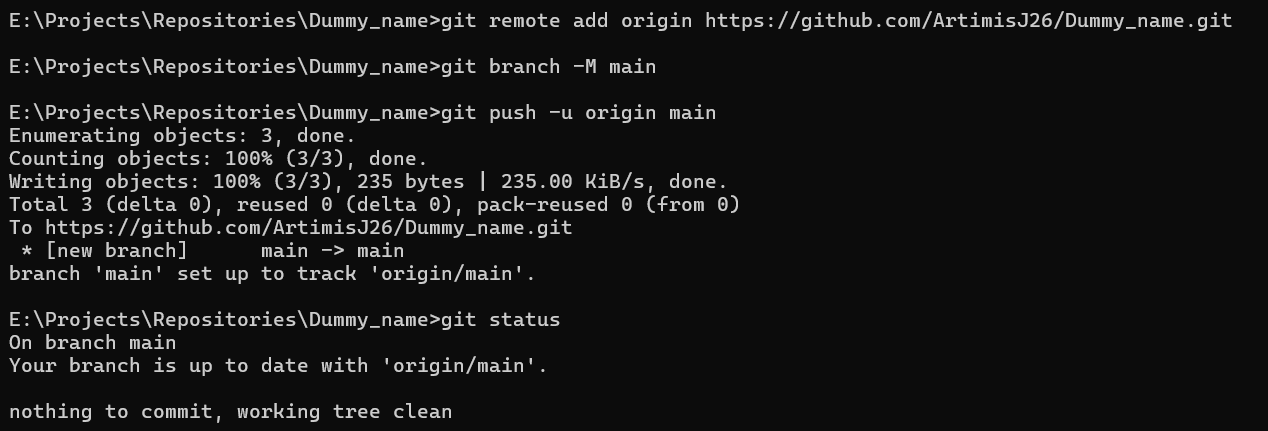 E:\Projects\Repositories\Dummy_name>git remote add origin https://github.com/ArtimisJ26/Dummy_name.git
E:\Projects\Repositories\Dummy_name>git branch -M main
E:\Projects\Repositories\Dummy_name>git push -u origin main
Enumerating objects: 3, done.
Counting objects: 100% (3/3), done.
Writing objects: 100% (3/3), 235 bytes | 235.00 KiB/s, done.
Total 3 (delta 0), reused 0 (delta 0), pack-reused 0 (from 0)
To https://github.com/ArtimisJ26/Dummy_name.git
 * [new branch]      main -> main
branch 'main' set up to track 'origin/main'.
E:\Projects\Repositories\Dummy_name>git status
On branch main
Your branch is up to date with 'origin/main'.
nothing to commit, working tree clean